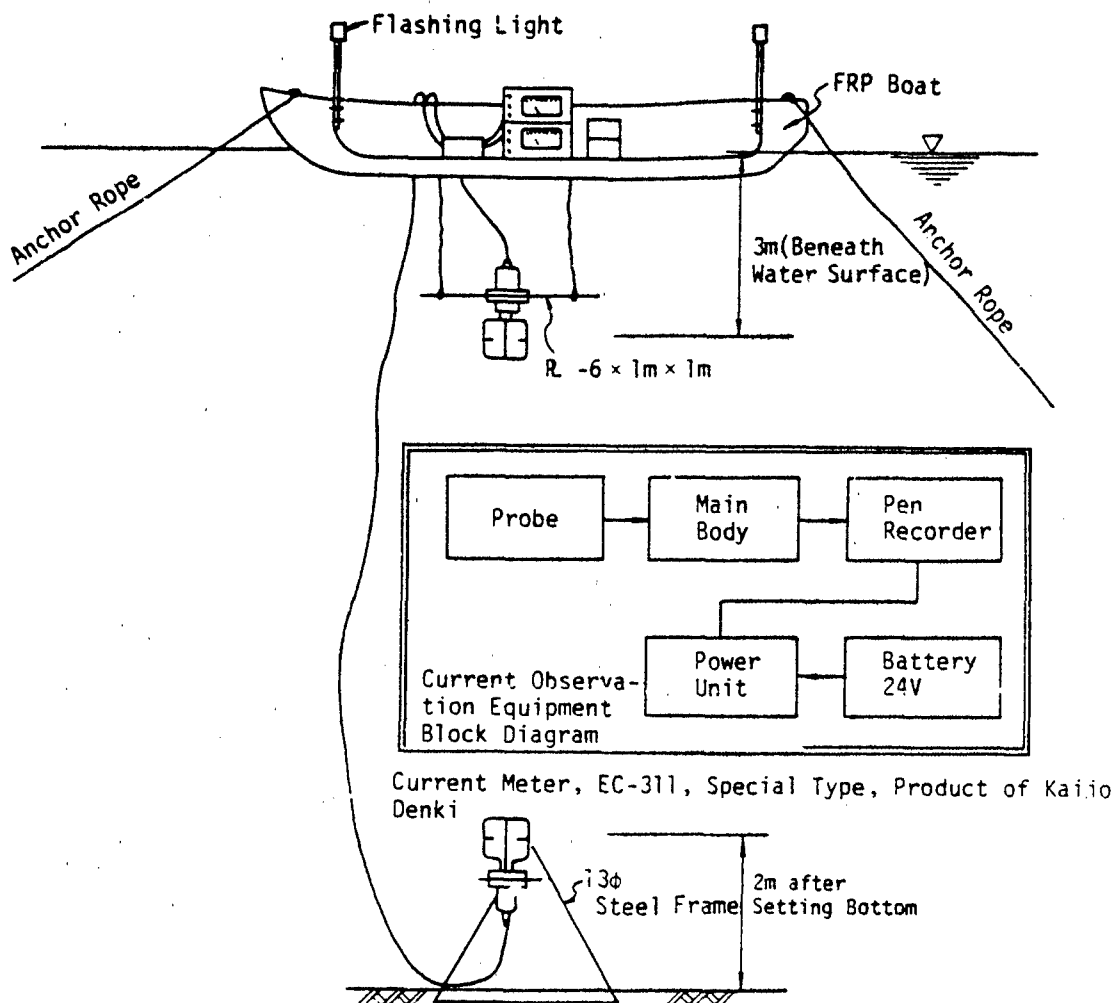 Flashing Light
FRP Boat
Anchor Rope
3m(Beneath
Water Surface)
Anchor Rope
PL -6 × 1m × 1m
Probe
Main
Body
Pen
Recorder
Power
Unit
Battery
24V
Current Observa-
tion Equipment
Block Diagram
Current Meter, EC-311, Special Type, Product of Kaijo
Denki
13φ
Steel Frame
2m after
Setting Bottom